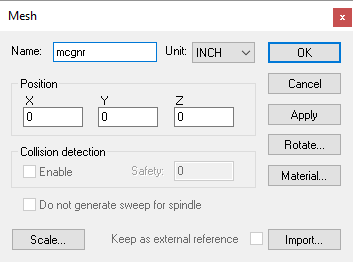 Mesh
Name: mcgnr Unit: INCH OK
Position Cancel
X Y Z
0 0 0 Apply
Rotate...
Collision detection
Enable Safety: 0 Material...
Do not generate sweep for spindle
Scale... Keep as external reference Import...